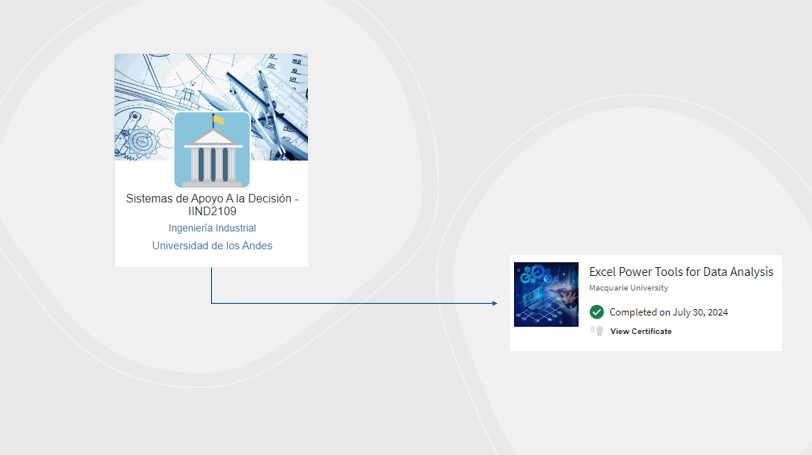 Sistemas de Apoyo A la Decisión -
IIND2109
Ingeniería Industrial
Universidad de los Andes
Excel Power Tools for Data Analysis
Macquarie University
Completed on July 30, 2024
View Certificate